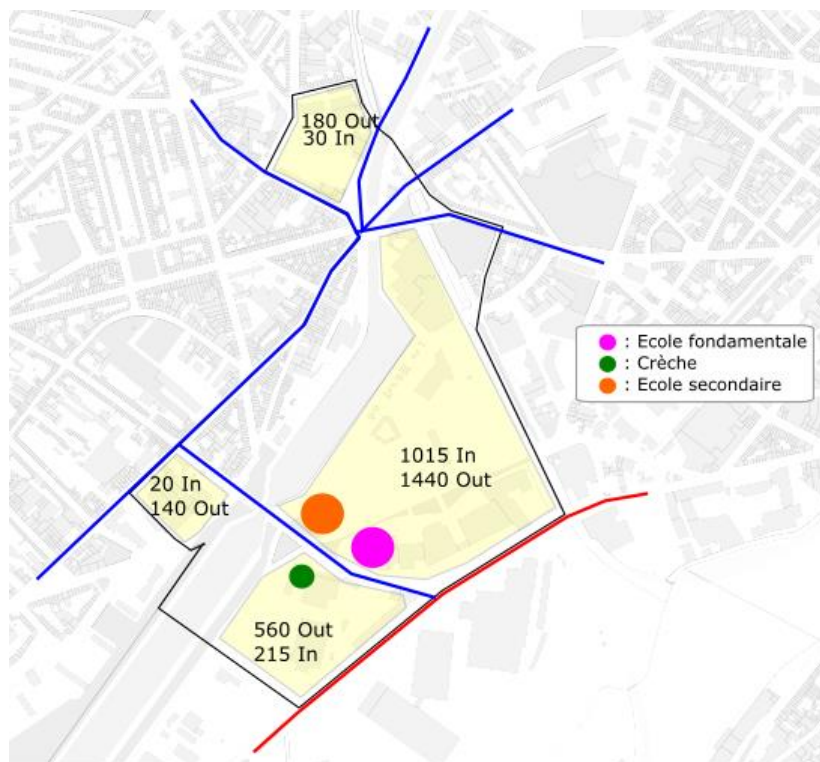 180 Out
30 In
: Ecole fondamentale
: Crèche
: Ecole secondaire
1015 In
1440 Out
20 In
140 Out
560 Out
215 In